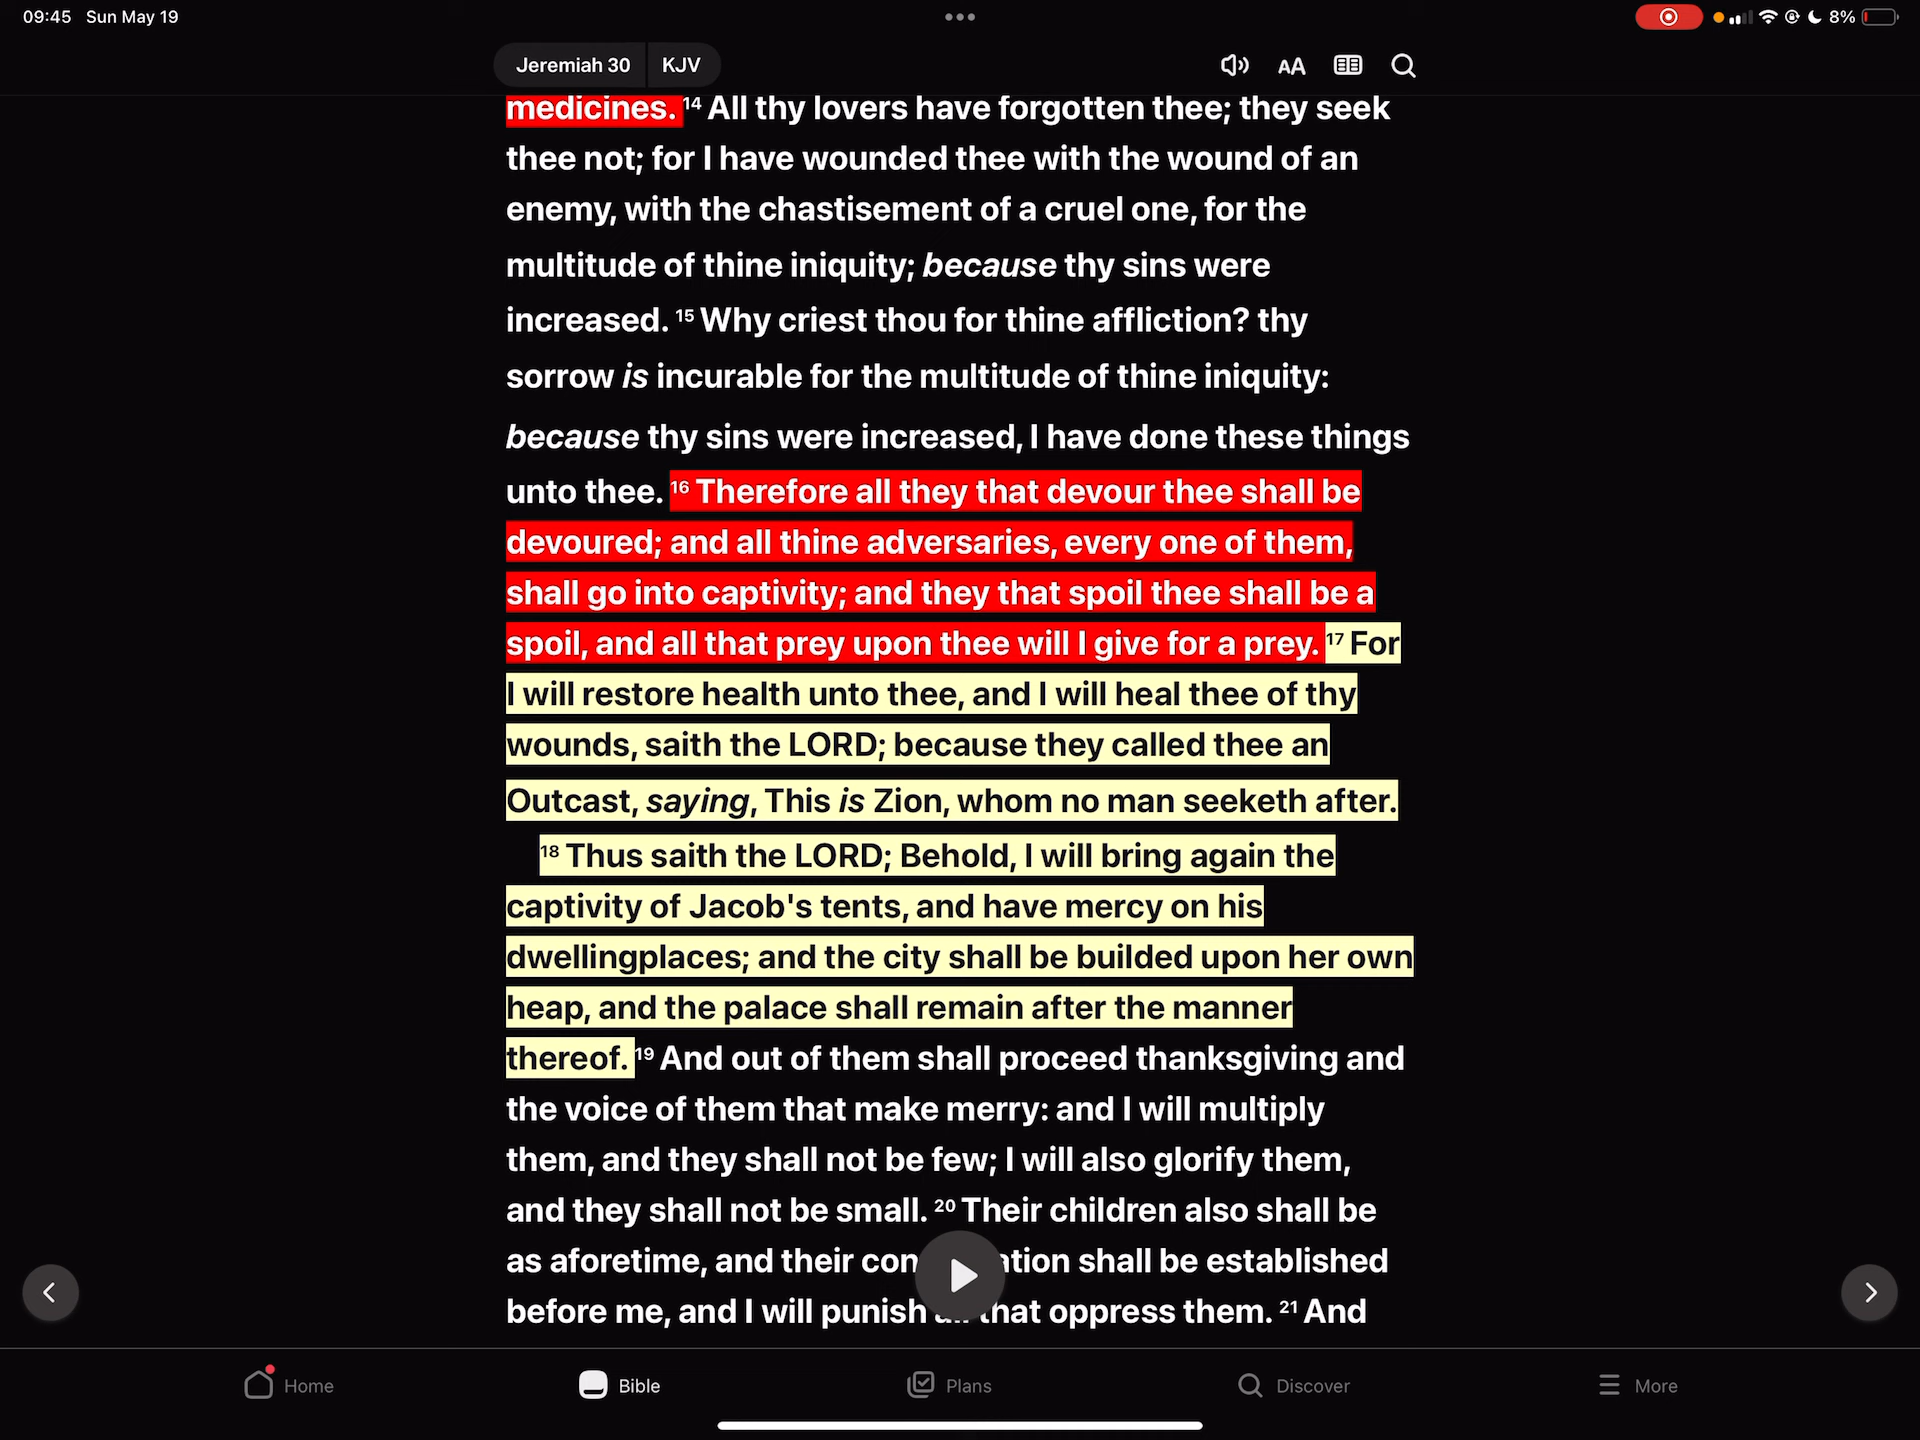 09:45 Sun May 19
8%
Jeremiah 30 KJV
AA
medicines. 14 All thy lovers have forgotten thee; they seek
thee not; for I have wounded thee with the wound of an
enemy, with the chastisement of a cruel one, for the
multitude of thine iniquity; because thy sins were
increased. 15 Why criest thou for thine affliction? thy
sorrow is incurable for the multitude of thine iniquity:
because thy sins were increased, I have done these things
unto thee. 16 Therefore all they that devour thee shall be
devoured; and all thine adversaries, every one of them,
shall go into captivity; and they that spoil thee shall be a
spoil, and all that prey upon thee will I give for a prey. 17 For
I will restore health unto thee, and I will heal thee of thy
wounds, saith the LORD; because they called thee an
Outcast, saying, This is Zion, whom no man seeketh after.
18 Thus saith the LORD; Behold, I will bring again the
captivity of Jacob's tents, and have mercy on his
dwellingplaces; and the city shall be builded upon her own
heap, and the palace shall remain after the manner
thereof. 19 And out of them shall proceed thanksgiving and
the voice of them that make merry: and I will multiply
them, and they shall not be few; I will also glorify them,
and they shall not be small. 20 Their children also shall be
as aforetime, and their con ation shall be established
before me, and I will punish that oppress them. 21 And
Home Bible Plans Discover More